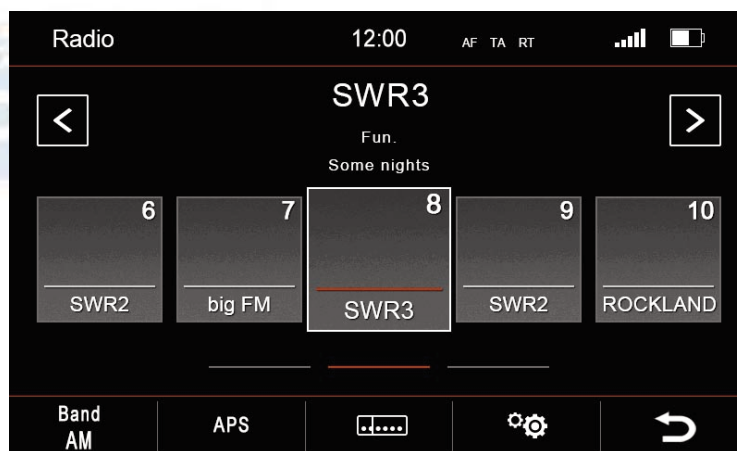 Radio 12:00 AF TA RT
SWR3
Fun.
Some nights
6 7 8 9 10
SWR2 big FM SWR3 SWR2 ROCKLAND
Band APS
AM